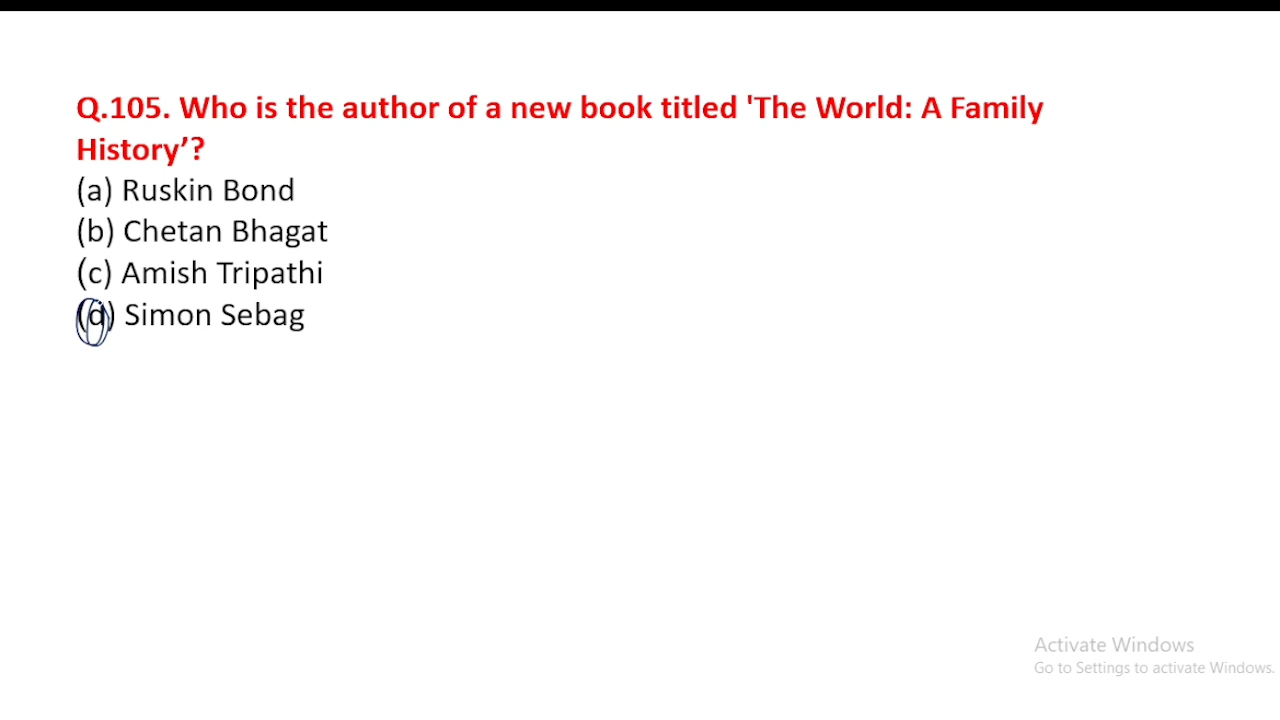 Q.105. Who is the author of a new book titled 'The World: A Family
History’?
(a) Ruskin Bond
(b) Chetan Bhagat
(c) Amish Tripathi
(d) Simon Sebag
Activate Windows
Go to Settings to activate Windows.